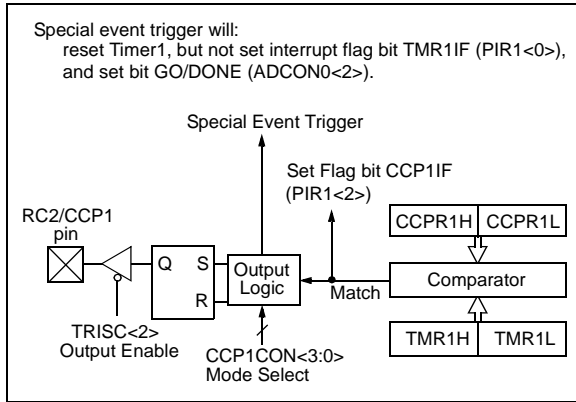 Special event trigger will:
reset Timer1, but not set interrupt flag bit TMR1IF (PIR1<0>),
and set bit GO/DONE (ADCON0<2>).
Special Event Trigger
Set Flag bit CCP1IF
(PIR1<2>)
RC2/CCP1
pin
CCPR1H CCPR1L
Q S
R
Output
Logic
Match
Comparator
TRISC<2>
Output Enable
CCP1CON<3:0>
Mode Select
TMR1H TMR1L